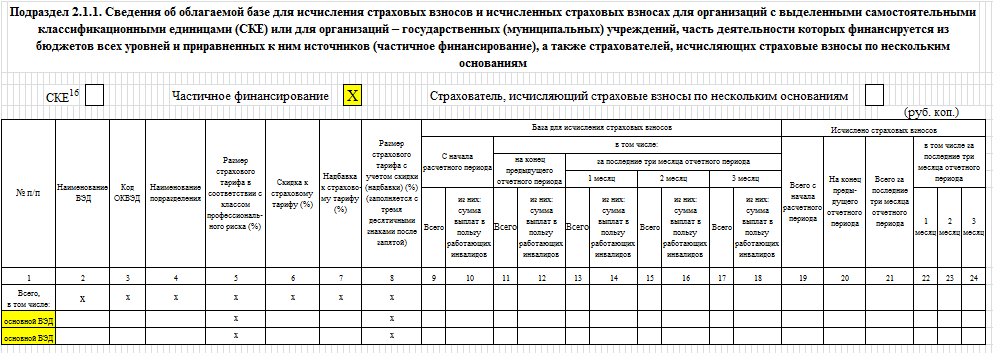 Подраздел 2.1.1. Сведения об облагаемой базе для исчисления страховых взносов и исчисленных страховых взносах для организаций с выделенными самостоятельными
классификационными единицами (СКЕ) или для организаций – государственных (муниципальных) учреждений, часть деятельности которых финансируется из
бюджетов всех уровней и приравненных к ним источников (частичное финансирование), а также страхователей, исчисляющих страховые взносы по нескольким
основаниям
СКЕ16 Частичное финансирование X Страхователь, исчисляющий страховые взносы по нескольким основаниям
(руб. коп.)
№ п/п
Наименование
ВЭД
Код
ОКВЭД
Наименование
подразделения
Размер
страхового
тарифа в
соответствии с
классом
профессиональ-
ного риска (%)
Скидка к
страховому
тарифу (%)
Надбавка
к страхово-
му тарифу
(%)
Размер
страхового
тарифа с
учетом скидки
(надбавки) (%)
(заполняется с
тремя
десятичными
знаками после
запятой)
База для исчисления страховых взносов
С начала
расчетного периода
в том числе:
на конец
предыдущего
отчетного периода
за последние три месяца отчетного периода
1 месяц
2 месяц
3 месяц
Всего
из них:
сумма
выплат в
пользу
работающих
инвалидов
Всего
из них:
сумма
выплат в
пользу
работающих
инвалидов
Всего
из них:
сумма
выплат в
пользу
работающих
инвалидов
Всего
из них:
сумма
выплат в
пользу
работающих
инвалидов
Всего
из них:
сумма
выплат в
пользу
работающих
инвалидов
Исчислено страховых взносов
Всего с
начала
расчетного
периода
На конец
преды-
дущего
отчетного
периода
Всего за
последние
три месяца
отчетного
периода
в том числе за
последние три
месяца отчетного
периода
1
месяц
2
месяц
3
месяц
1 2 3 4 5 6 7 8 9 10 11 12 13 14 15 16 17 18 19 20 21 22 23 24
Всего,
в том числе:
x x x x x x x
основной ВЭД x x
основной ВЭД x x